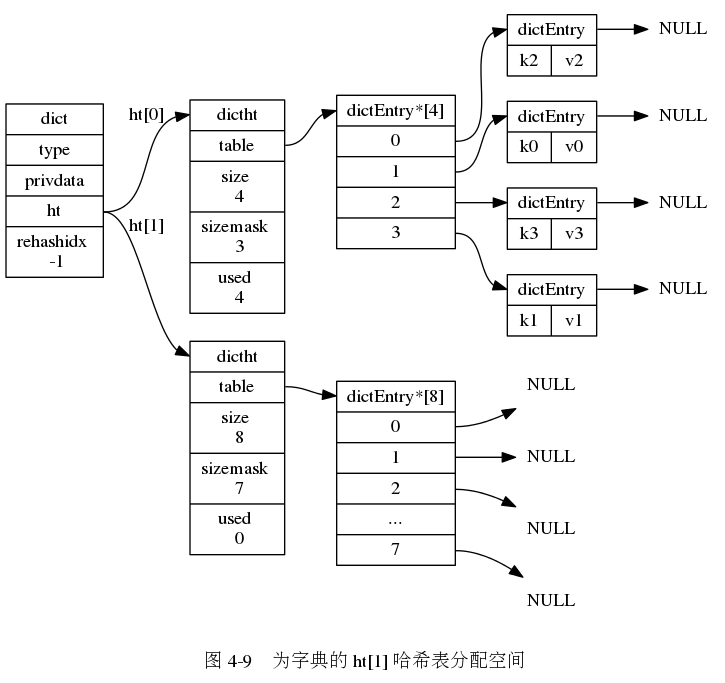 dict
type
privdata
ht
rehashidx
-1
ht[0]
ht[1]
dictht
table
size
4
sizemask
3
used
4
dictEntry*[4]
0
1
2
3
dictEntry
k2 v2
NULL
dictEntry
k0 v0
NULL
dictEntry
k3 v3
NULL
dictEntry
k1 v1
NULL
dictht
table
size
8
sizemask
7
used
0
dictEntry*[8]
0
1
2
...
7
NULL
NULL
NULL
NULL
图 4-9 为字典的 ht[1] 哈希表分配空间